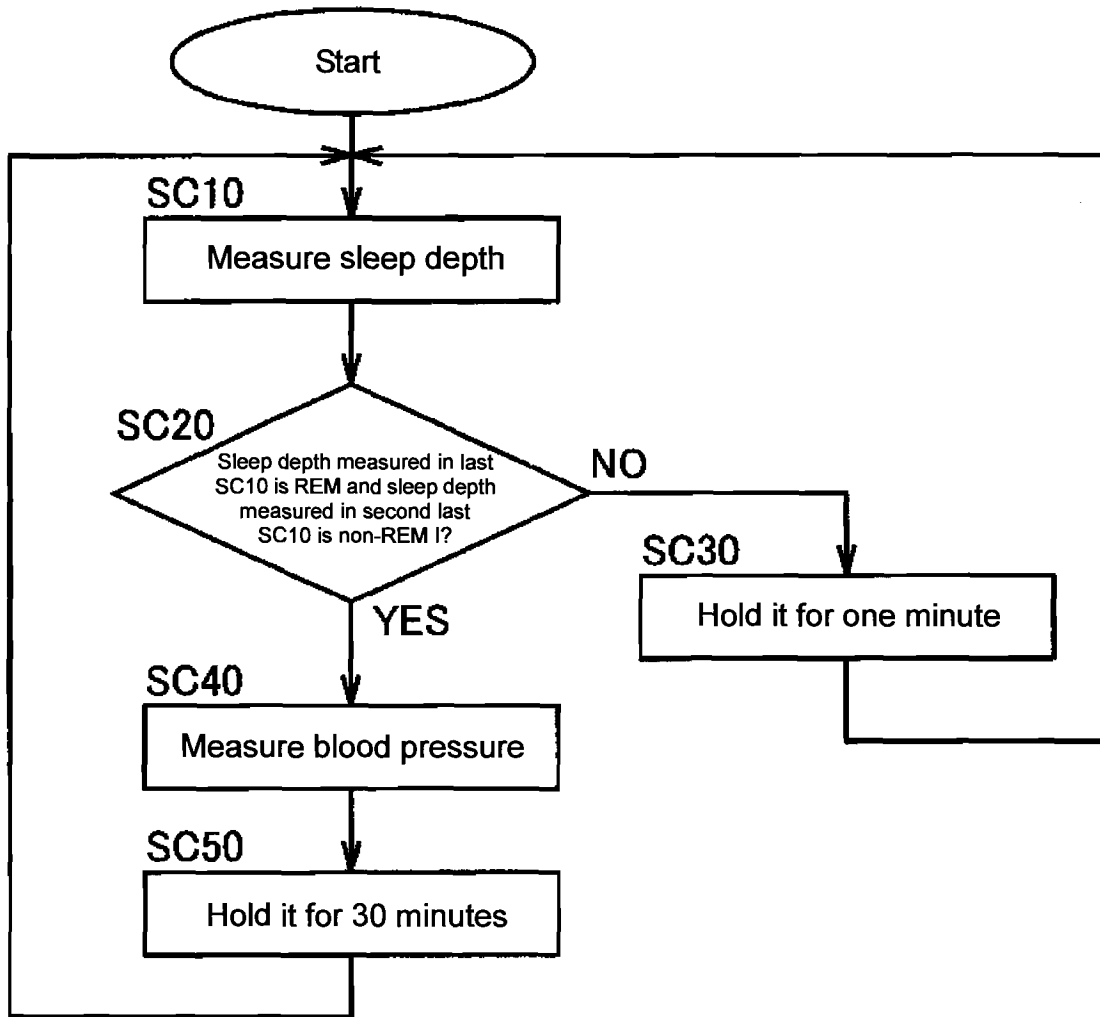 Start
SC10
Measure sleep depth
SC20
Sleep depth measured in last
SC10 is REM and sleep depth
measured in second last
SC10 is non-REM I?
NO
SC30
Hold it for one minute
YES
SC40
Measure blood pressure
SC50
Hold it for 30 minutes